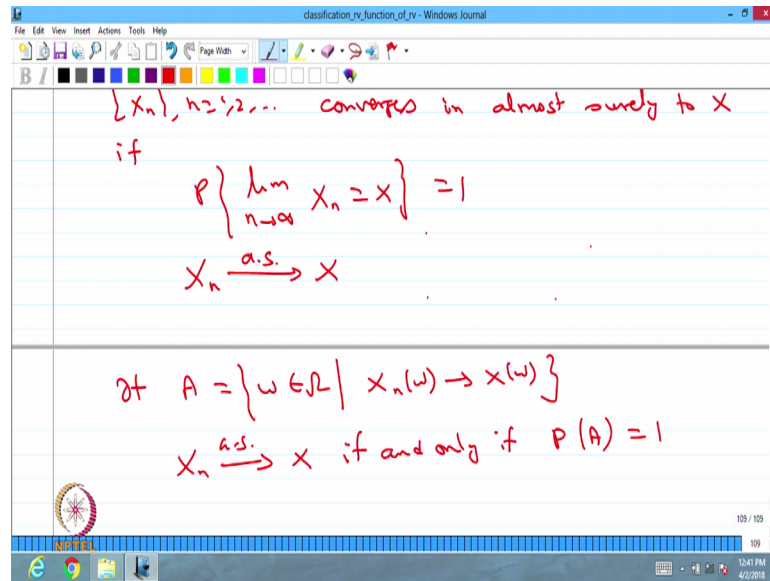 classification_rv_function_of_rv - Windows Journal
File Edit View Insert Actions Tools Help
Page Width
B I
{Xn}, n=1,2,... converges in almost surely to X
if
P{ lim n→∞ Xn = X } = 1
Xn a.s.→ X
If A = { w ∈ Ω | Xn(w) → X(w) }
Xn a.s.→ X if and only if P(A) = 1
109 / 109
NPTEL
109
12:41 PM
4/2/2018